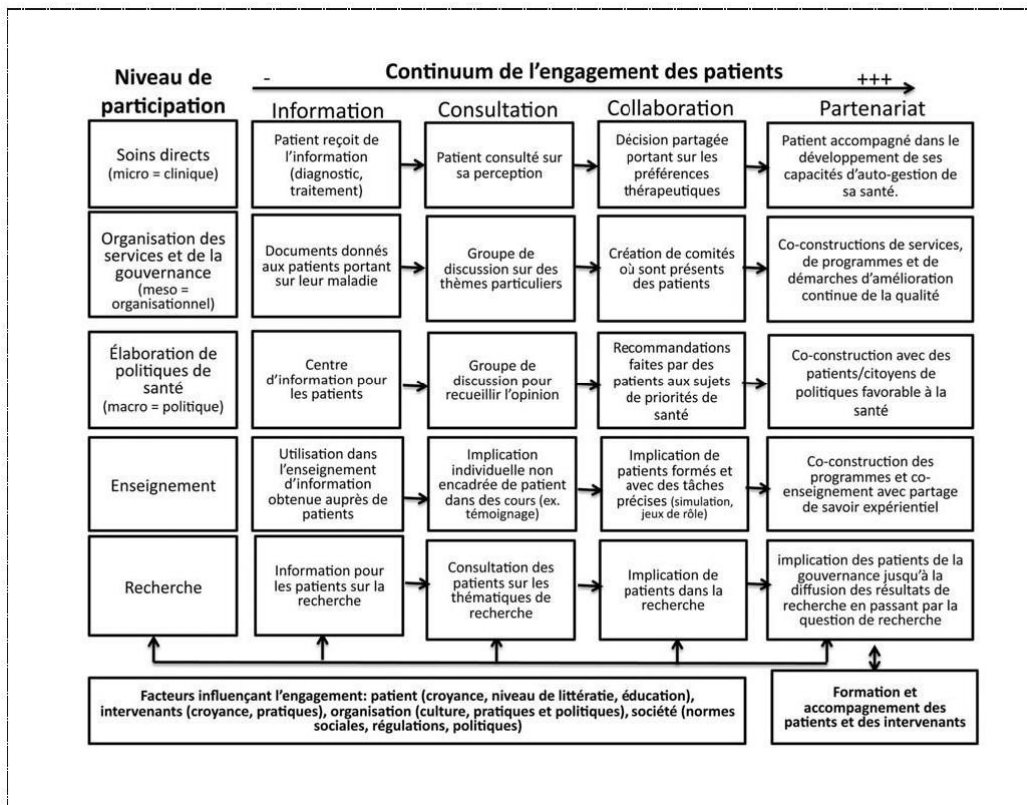 Niveau de
participation
-
Continuum de l’engagement des patients
+++
Information
Consultation
Collaboration
Partenariat
Soins directs
(micro = clinique)
Patient reçoit de
l’information
(diagnostic,
traitement)
Patient consulté sur
sa perception
Décision partagée
portant sur les
préférences
thérapeutiques
Patient accompagné dans le
développement de ses
capacités d’auto-gestion de
sa santé.
Organisation des
services et de la
gouvernance
(meso =
organisationnel)
Documents donnés
aux patients portant
sur leur maladie
Groupe de
discussion sur des
thèmes particuliers
Création de comités
où sont présents
des patients
Co-constructions de services,
de programmes et de
démarches d’amélioration
continue de la qualité
Élaboration de
politiques de
santé
(macro = politique)
Centre
d’information pour
les patients
Groupe de
discussion pour
recueillir l’opinion
Recommandations
faites par des
patients aux sujets
de priorités de
santé
Co-construction avec des
patients/citoyens de
politiques favorable à la
santé
Enseignement
Utilisation dans
l’enseignement
d’information
obtenue auprès de
patients
Implication
individuelle non
encadrée de patient
dans des cours (ex.
témoignage)
Implication de
patients formés et
avec des tâches
précises (simulation,
jeux de rôle)
Co-construction des
programmes et co-
enseignement avec partage
de savoir expérientiel
Recherche
Information pour
les patients sur la
recherche
Consultation des
patients sur les
thématiques de
recherche
Implication de
patients dans la
recherche
implication des patients de la
gouvernance jusqu’à la
diffusion des résultats de
recherche en passant par la
question de recherche
Facteurs influençant l’engagement: patient (croyance, niveau de littératie, éducation),
intervenants (croyance, pratiques), organisation (culture, pratiques et politiques), société (normes
sociales, régulations, politiques)
Formation et
accompagnement des
patients et des intervenants